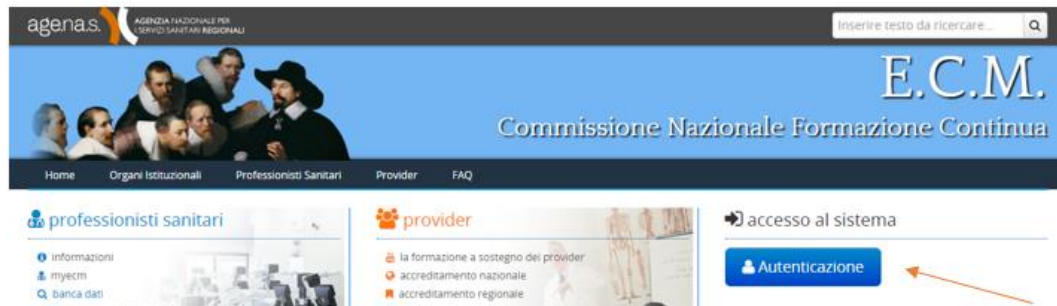 age.na.s.
AGENZIA NAZIONALE PER
I SERVIZI SANITARI REGIONALI
Inserire testo da ricercare...
E.C.M.
Commissione Nazionale Formazione Continua
Home Organi Istituzionali Professionisti Sanitari Provider FAQ
professionisti sanitari
informazioni
myecm
banca dati
provider
la formazione a sostegno dei provider
accreditamento nazionale
accreditamento regionale
accesso al sistema
Autenticazione